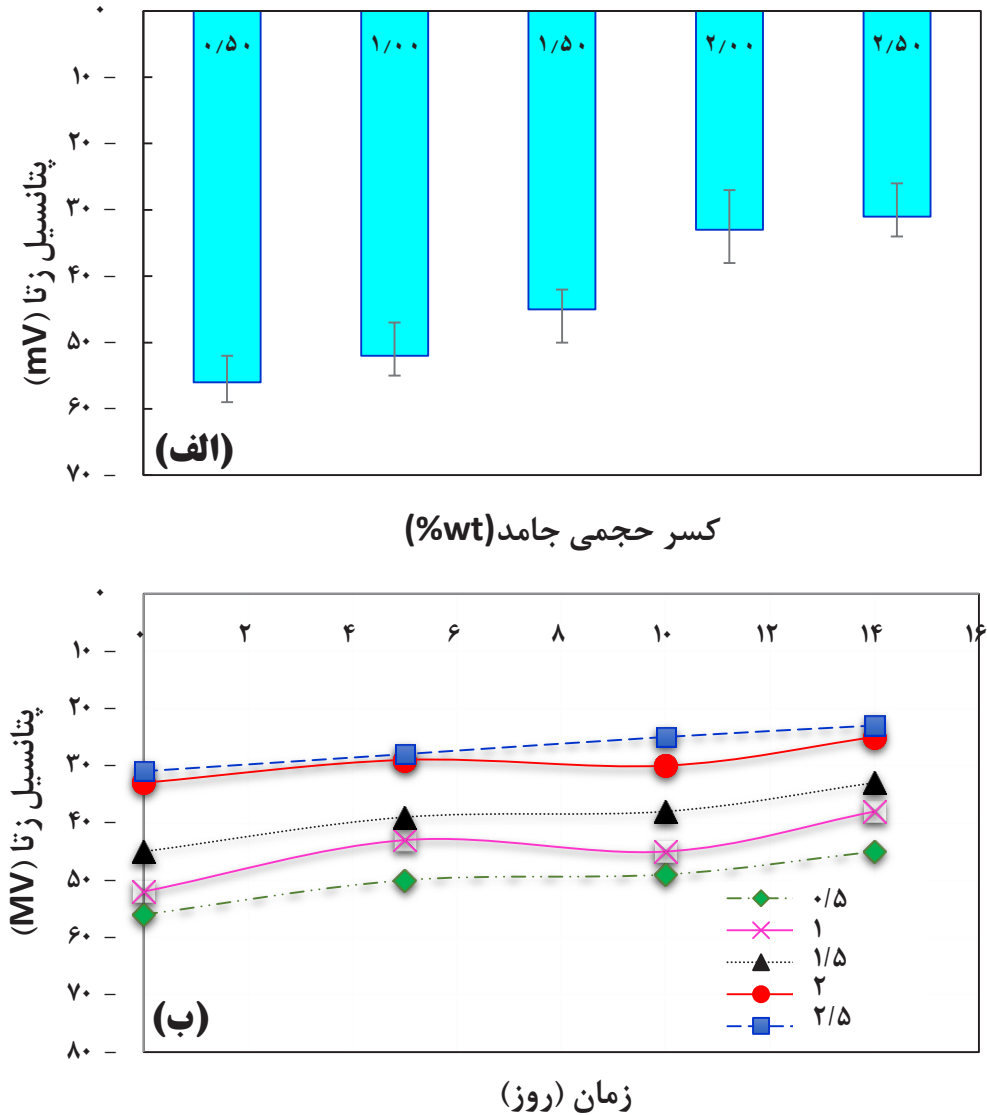 ۰
۱۰ –
۲۰ –
۳۰ –
۴۰ –
۵۰ –
۶۰ –
۷۰ –
پتانسیل زتا (mV)
۰/۵۰ ۱/۰۰ ۱/۵۰ ۲/۰۰ ۲/۵۰
(الف)
کسر حجمی جامد(%wt)
۰
۱۰ –
۲۰ –
۳۰ –
۴۰ –
۵۰ –
۶۰ –
۷۰ –
۸۰ –
پتانسیل زتا (MV)
۰ ۲ ۴ ۶ ۸ ۱۰ ۱۲ ۱۴ ۱۶
۰/۵
۱
۱/۵
۲
۲/۵
(ب)
زمان (روز)